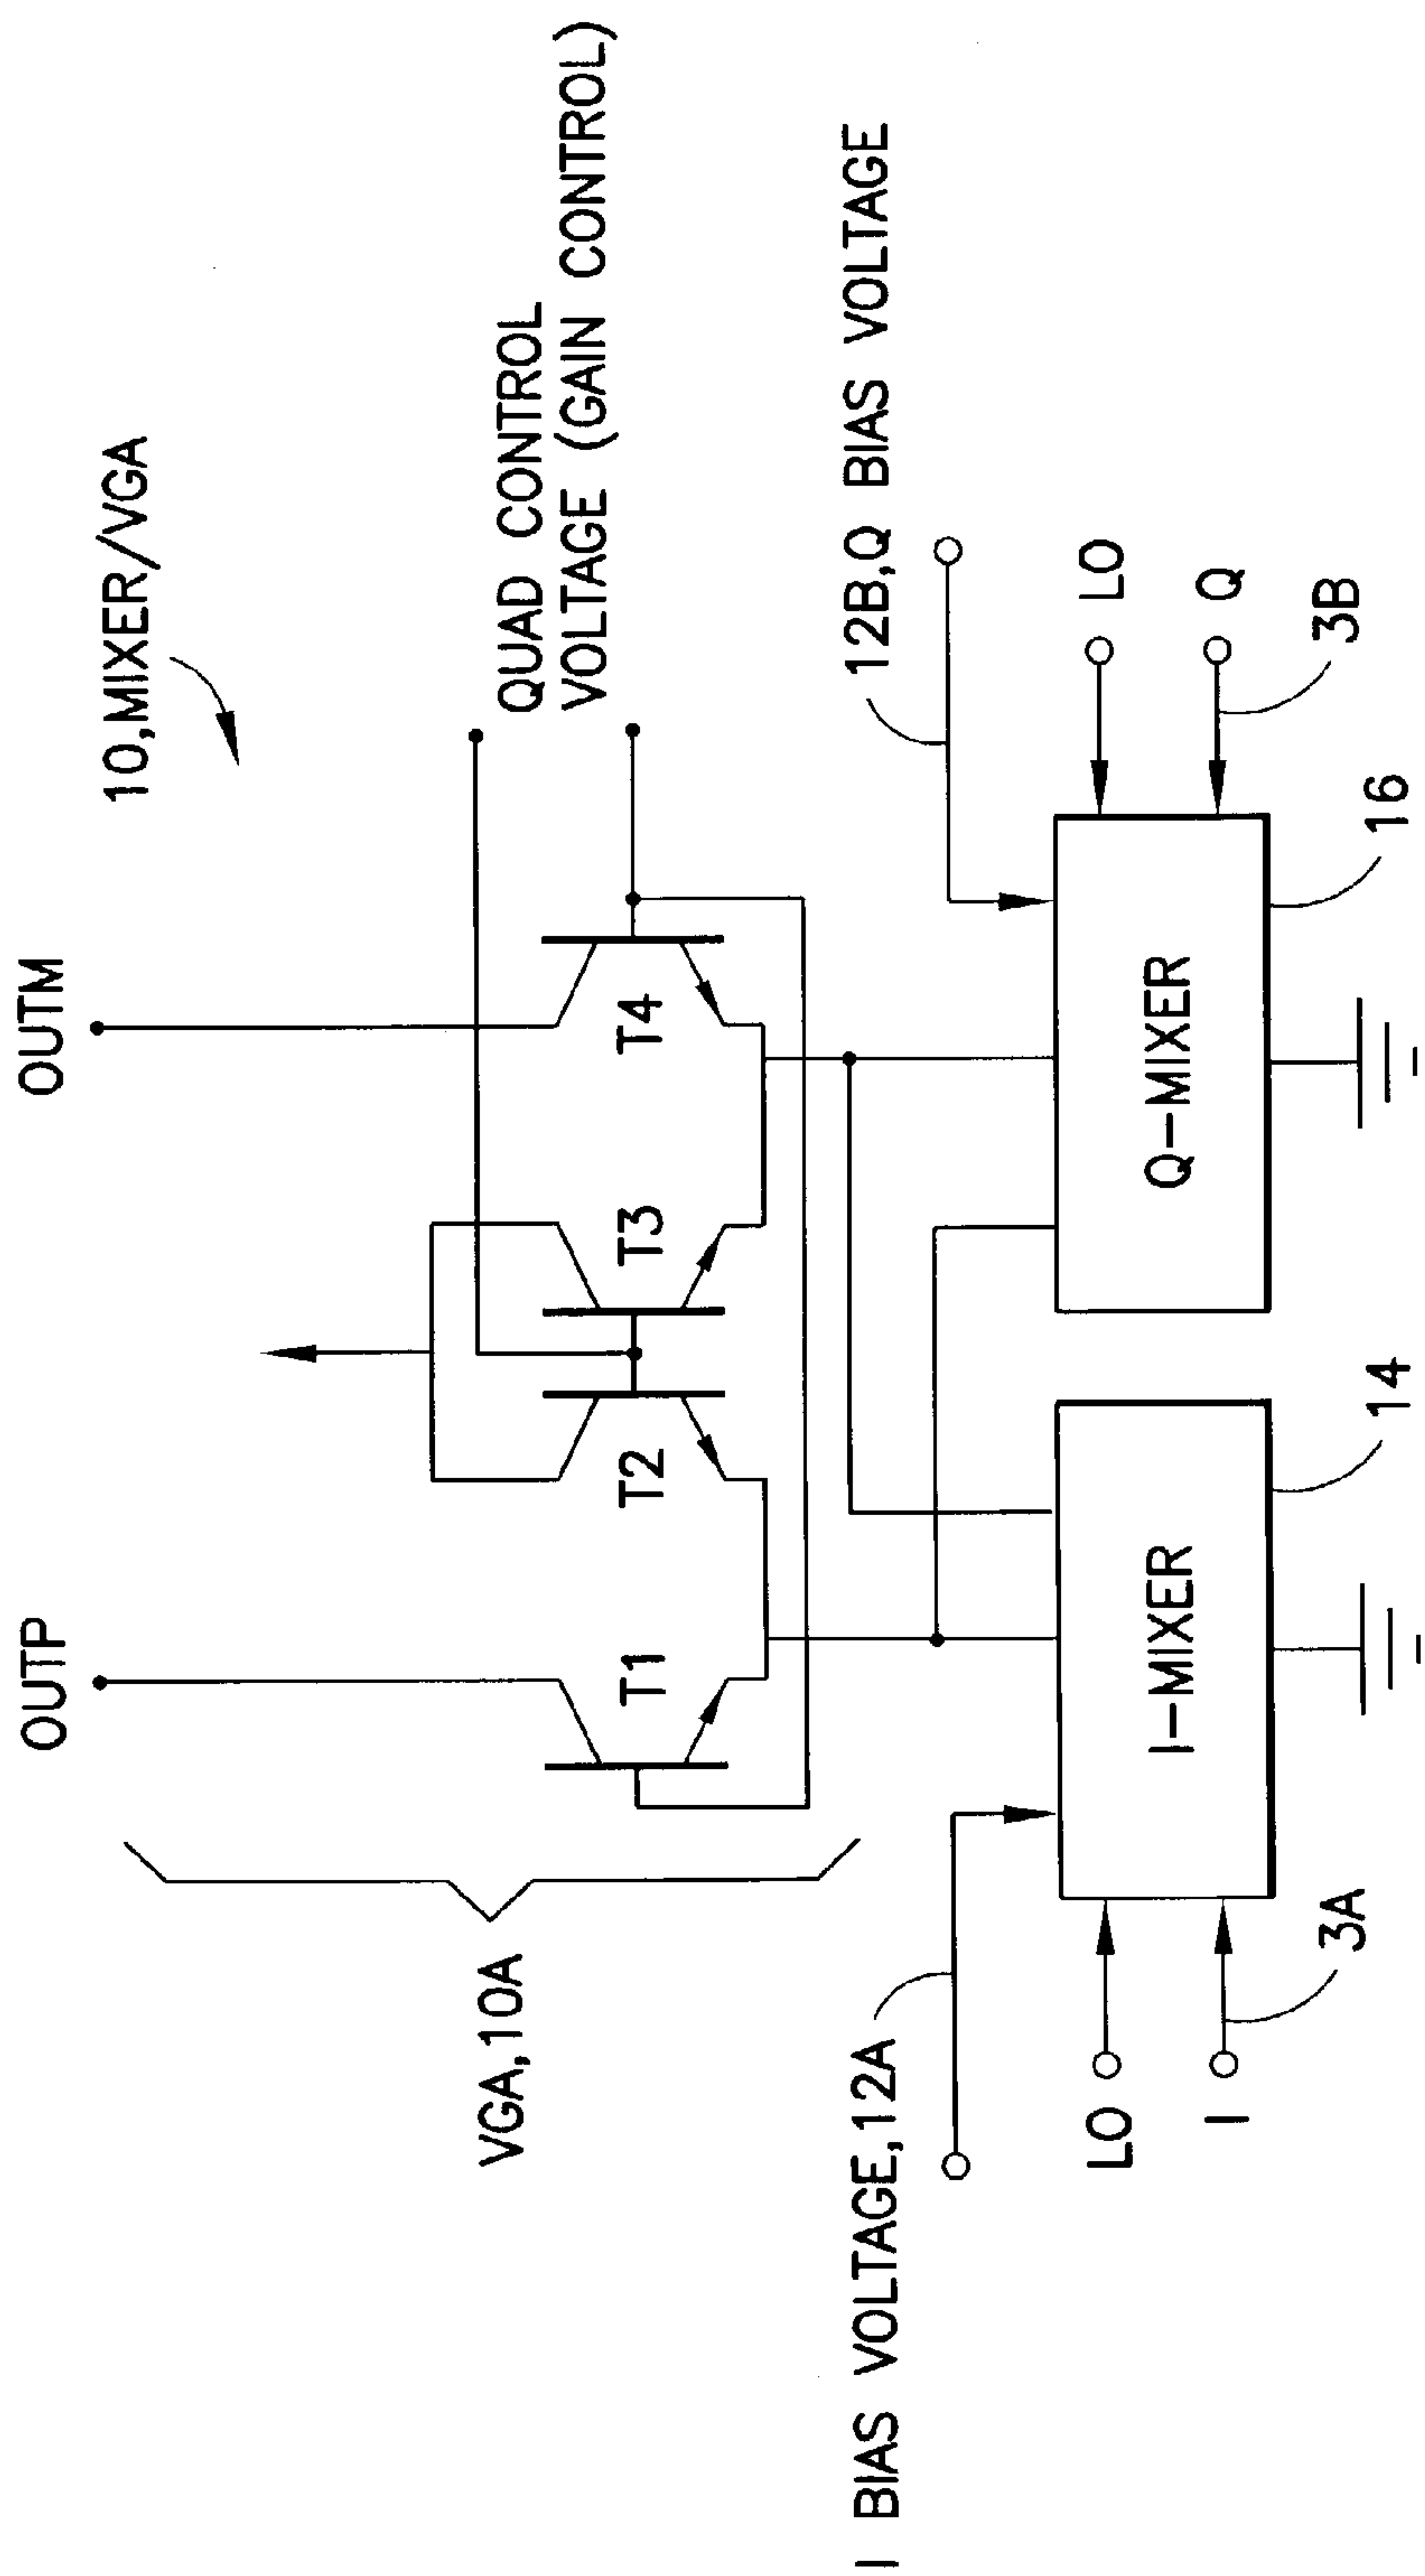 10,MIXER/VGA
OUTP
OUTM
QUAD CONTROL
VOLTAGE (GAIN CONTROL)
VGA,10A
T1
T2
T3
T4
I BIAS VOLTAGE,12A
12B,Q BIAS VOLTAGE
LO
I
3A
I-MIXER
14
Q-MIXER
16
LO
Q
3B